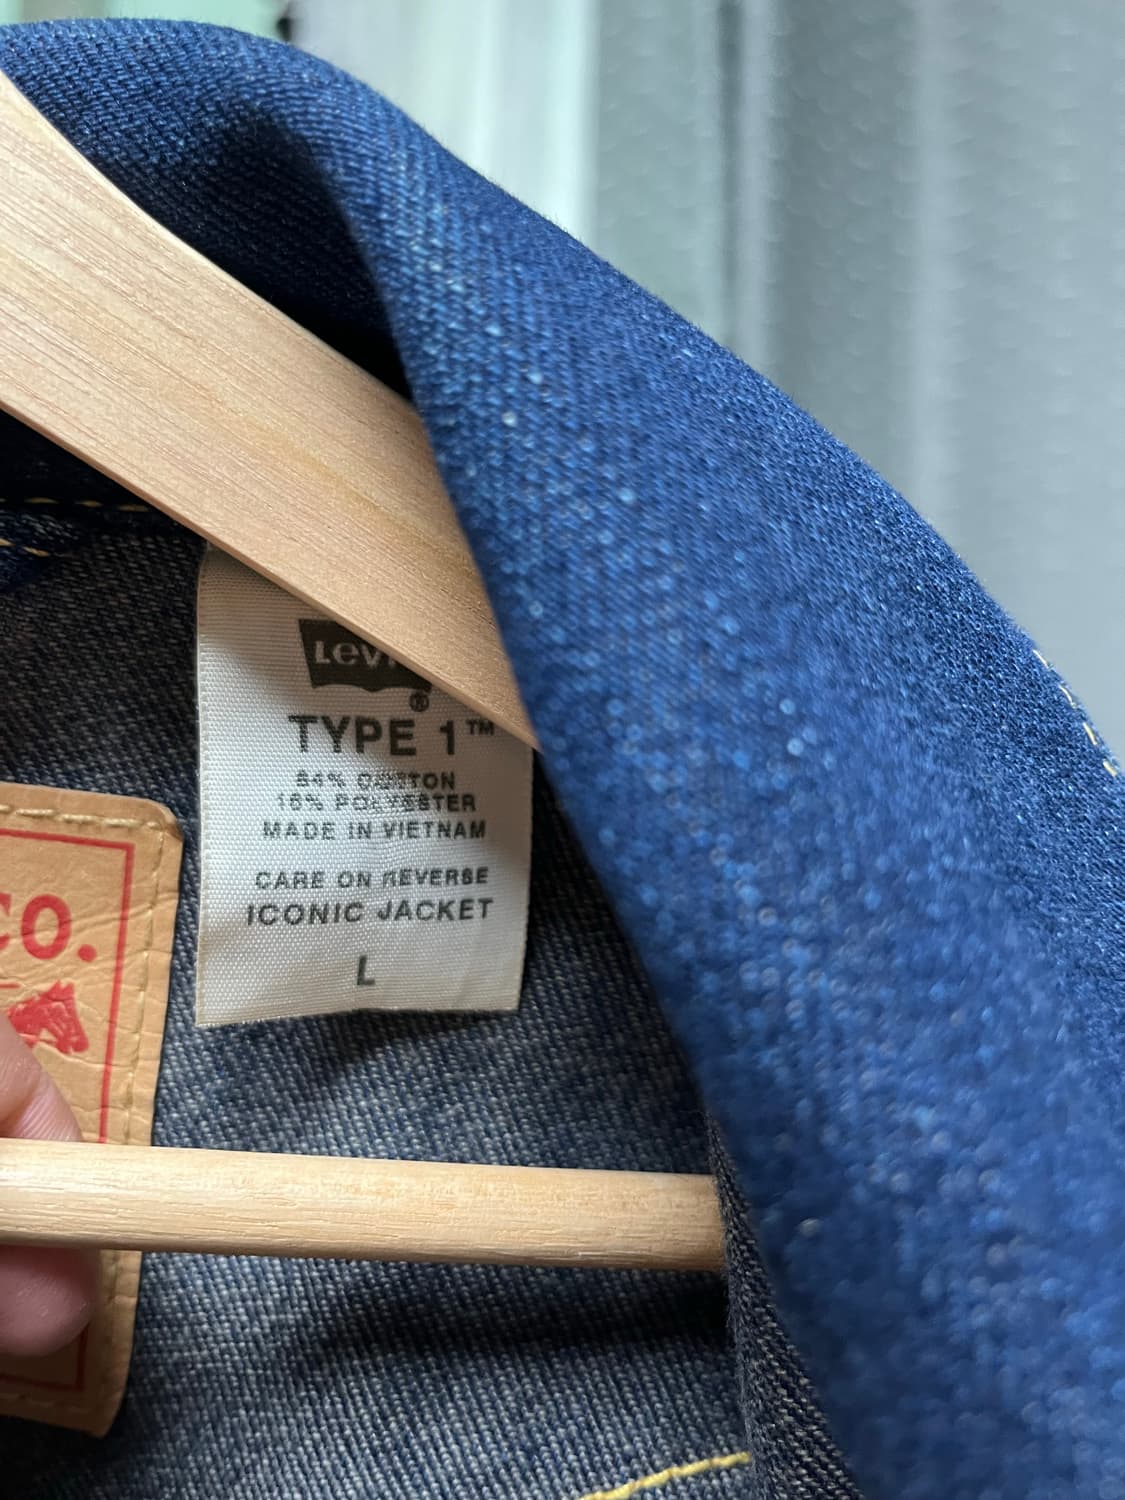 Levi
®
TYPE 1™
84% COTTON
16% POLYESTER
MADE IN VIETNAM
CARE ON REVERSE
ICONIC JACKET
L
CO.